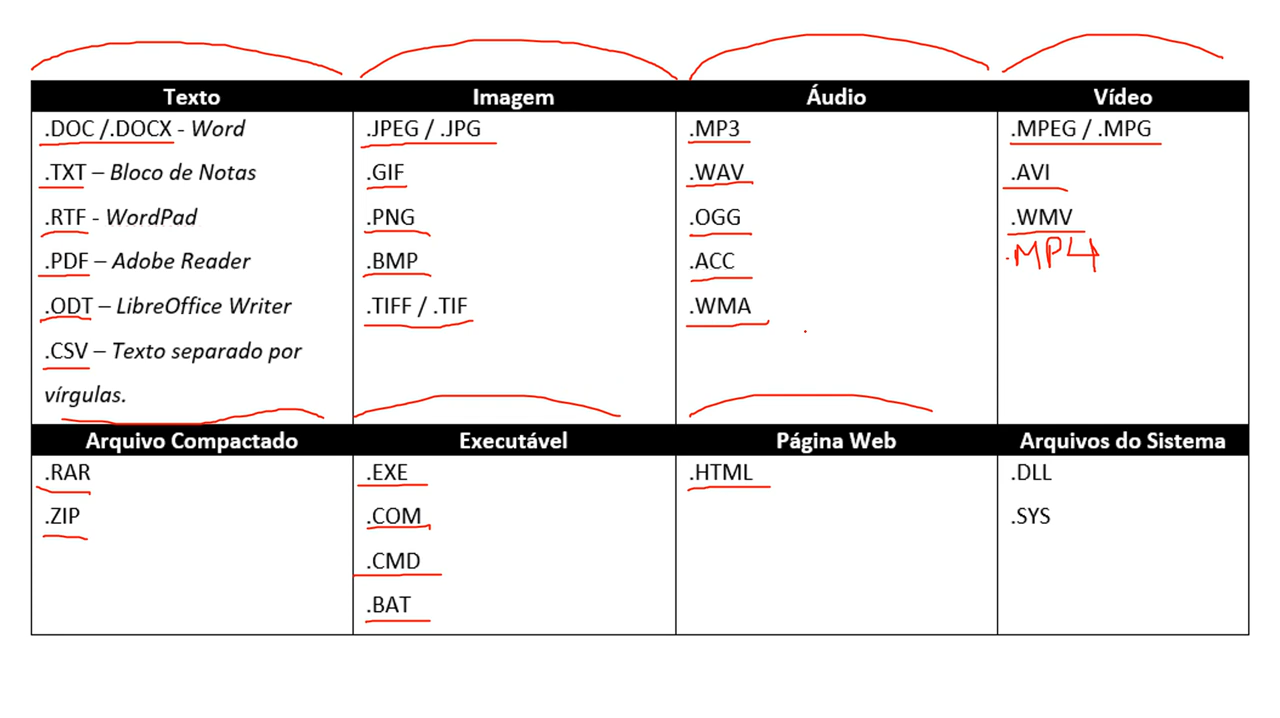 Texto Imagem Áudio Vídeo
.DOC /.DOCX - Word .JPEG / .JPG .MP3 .MPEG / .MPG
.TXT – Bloco de Notas .GIF .WAV .AVI
.RTF - WordPad .PNG .OGG .WMV
.PDF – Adobe Reader .BMP .ACC .MP4
.ODT – LibreOffice Writer .TIFF / .TIF .WMA
.CSV – Texto separado por
vírgulas.
Arquivo Compactado Executável Página Web Arquivos do Sistema
.RAR .EXE .HTML .DLL
.ZIP .COM .SYS
.CMD
.BAT